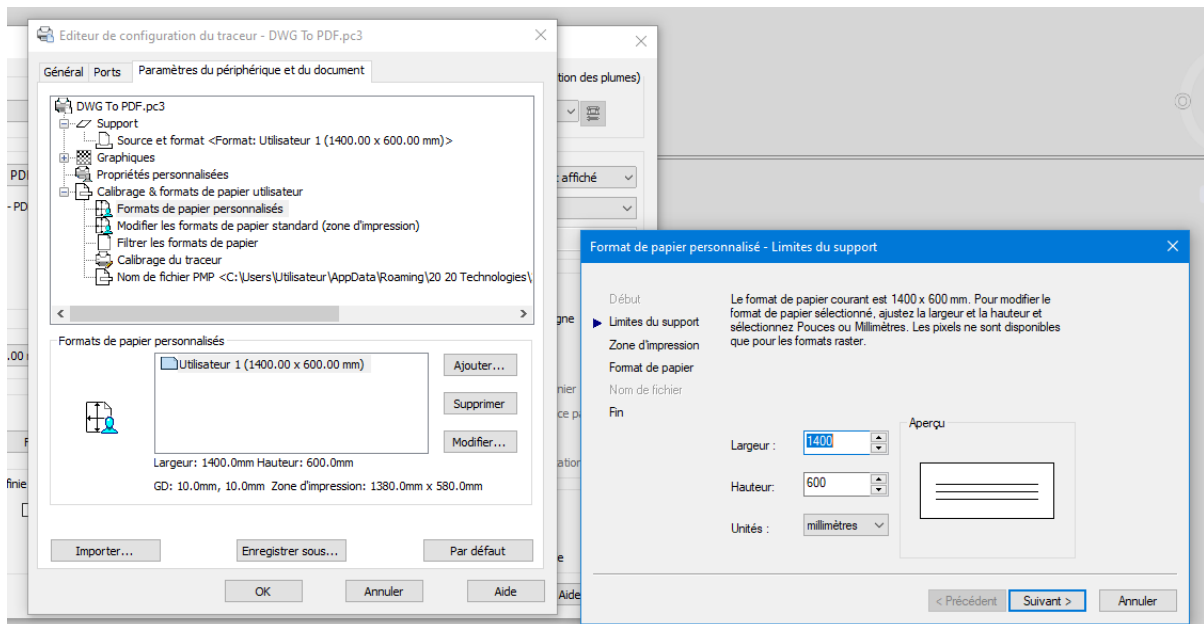 Editeur de configuration du traceur - DWG To PDF.pc3
Général Ports Paramètres du périphérique et du document
DWG To PDF.pc3
Support
Source et format <Format: Utilisateur 1 (1400.00 x 600.00 mm)>
Graphiques
Propriétés personnalisées
Calibrage & formats de papier utilisateur
Formats de papier personnalisés
Modifier les formats de papier standard (zone d'impression)
Filtrer les formats de papier
Calibrage du traceur
Nom de fichier PMP <C:\Users\Utilisateur\AppData\Roaming\20 20 Technologies\
Formats de papier personnalisés
Utilisateur 1 (1400.00 x 600.00 mm)
Ajouter...
Supprimer
Modifier...
Largeur: 1400.0mm Hauteur: 600.0mm
GD: 10.0mm, 10.0mm Zone d'impression: 1380.0mm x 580.0mm
Importer... Enregistrer sous... Par défaut
OK Annuler Aide
tion des plumes)
affiché
PD
- PD
gne
.00
nier
ce p
ation
finie
e
Aide
Format de papier personnalisé - Limites du support
Début
Limites du support
Zone d'impression
Format de papier
Nom de fichier
Fin
Le format de papier courant est 1400 x 600 mm. Pour modifier le
format de papier sélectionné, ajustez la largeur et la hauteur et
sélectionnez Pouces ou Millimètres. Les pixels ne sont disponibles
que pour les formats raster.
Largeur : 1400
Hauteur: 600
Unités : millimètres
Aperçu
< Précédent Suivant > Annuler